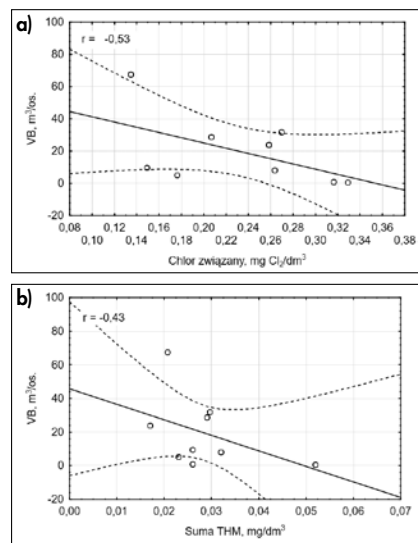 a)
r = -0,53
100
80
60
40
20
0
-20
VB, m³/os.
0,08 0,12 0,16 0,20 0,24 0,28 0,32 0,36
0,10 0,14 0,18 0,22 0,26 0,30 0,34 0,38
Chlor związany. mg Cl₂/dm³
b)
r = -0,43
100
80
60
40
20
0
-20
VB, m³/os.
0,00 0,01 0,02 0,03 0,04 0,05 0,06 0,07
Suma THM, mg/dm³